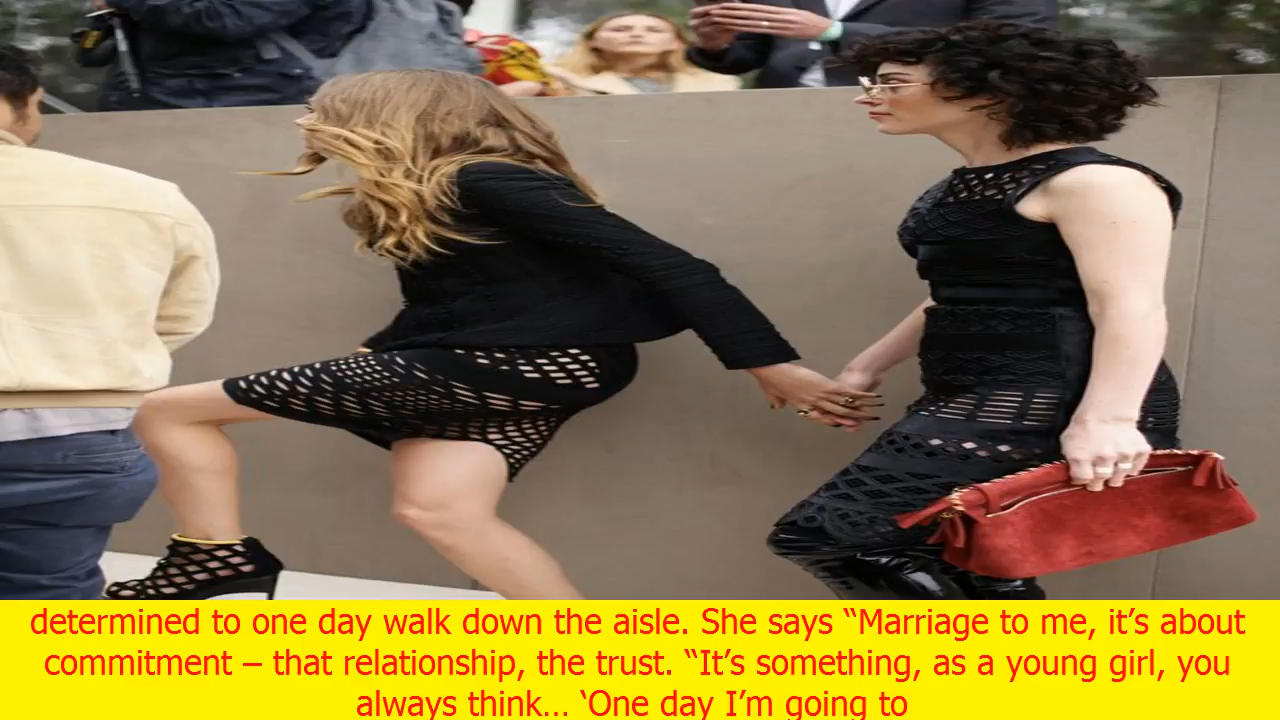 determined to one day walk down the aisle. She says “Marriage to me, it’s about
commitment – that relationship, the trust. “It’s something, as a young girl, you
always think... ‘One day I’m going to